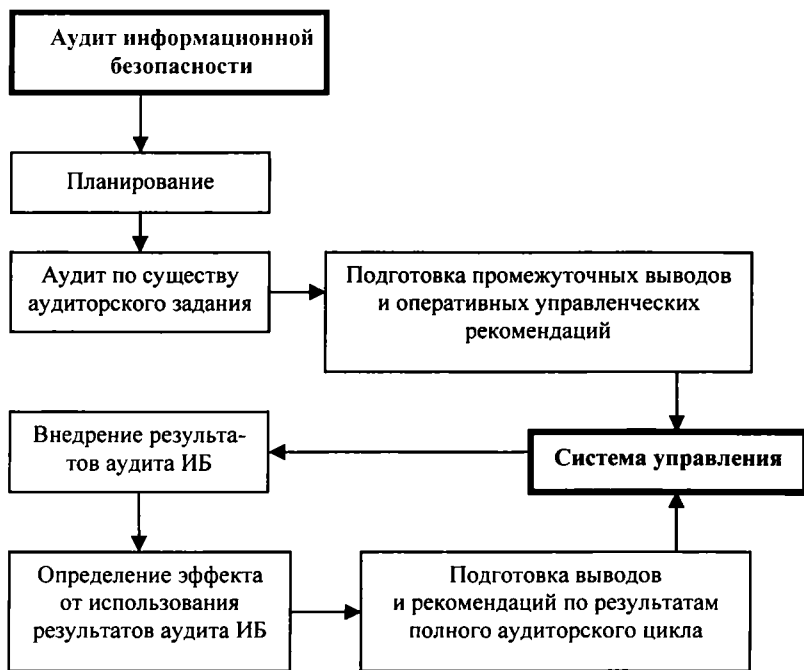 Аудит информационной
безопасности
Планирование
Аудит по существу
аудиторского задания
Подготовка промежуточных выводов
и оперативных управленческих
рекомендаций
Внедрение результа-
тов аудита ИБ
Система управления
Определение эффекта
от использования
результатов аудита ИБ
Подготовка выводов
и рекомендаций по результатам
полного аудиторского цикла